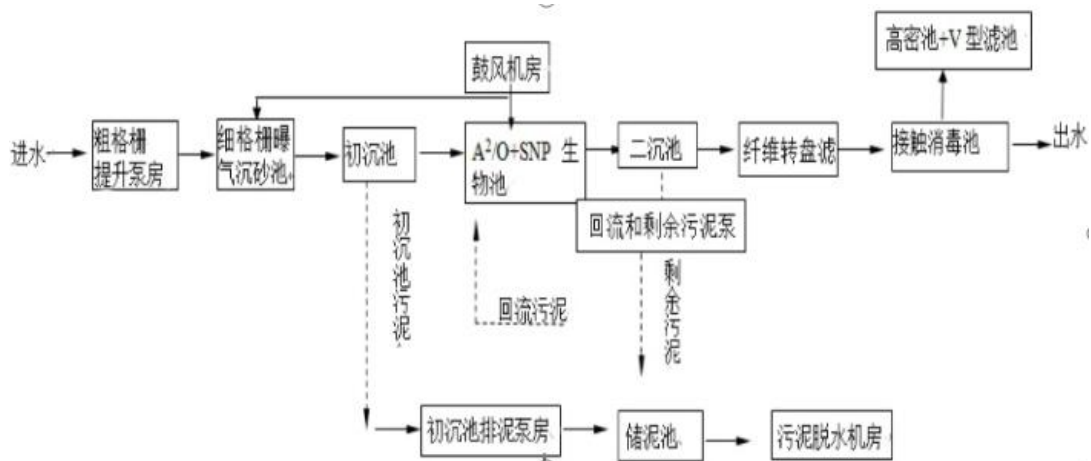 高密池+V 型滤池
鼓风机房
进水
粗格栅
提升泵房
细格栅曝
气沉砂池
初沉池
A²/O+SNP 生
物池
二沉池
纤维转盘滤
接触消毒池
出水
回流和剩余污泥泵
初沉池污泥
回流污泥
剩余污泥
初沉池排泥泵房
储泥池
污泥脱水机房